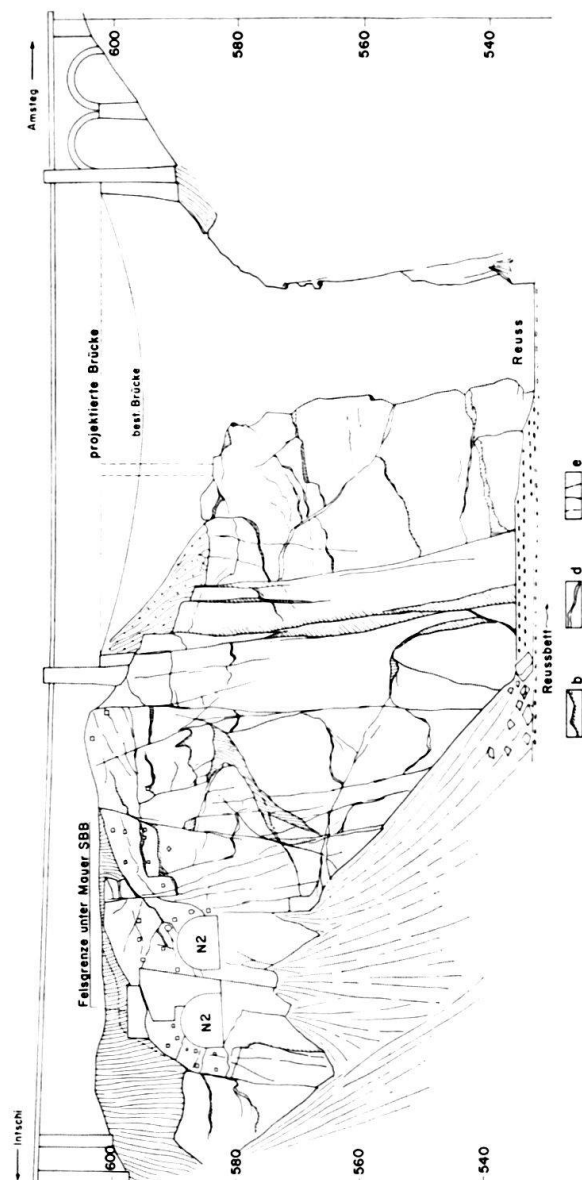 ← Intschi
Amsteg →
Felsgrenze unter Mauer SBB
projektierte Brücke
best. Brücke
600
580
560
540
600
580
560
540
N2
N2
Reuss
Reussbett →
b
d
e